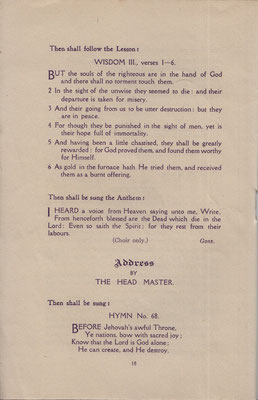 Then shall follow the Lesson:
WISDOM III., verses 1—6.
BUT the souls of the righteous are in the hand of God
and there shall no torment touch them.
2 In the sight of the unwise they seemed to die: and their
departure is taken for misery.
3 And their going from us to be utter destruction: but they
are in peace.
4 For though they be punished in the sight of men, yet is
their hope full of immortality.
5 And having been a little chastised, they shall be greatly
rewarded: for God proved them, and found them worthy
for Himself.
6 As gold in the furnace hath He tried them, and received
them as a burnt offering.
Then shall be sung the Anthem:
I HEARD a voice from Heaven saying unto me, Write,
From henceforth blessed are the Dead which die in the
Lord: Even so saith the Spirit; for they rest from their
labours.
(Choir only.) Goss.
Address
BY
THE HEAD MASTER.
Then shall be sung:
HYMN No. 68.
BEFORE Jehovah's awful Throne,
Ye nations, bow with sacred joy;
Know that the Lord is God alone;
He can create, and He destroy.
10